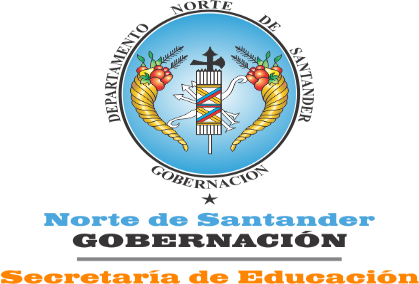 DEPARTAMENTO NORTE DE SANTANDER
GOBERNACION
Norte de Santander
GOBERNACIÓN
Secretaría de Educación